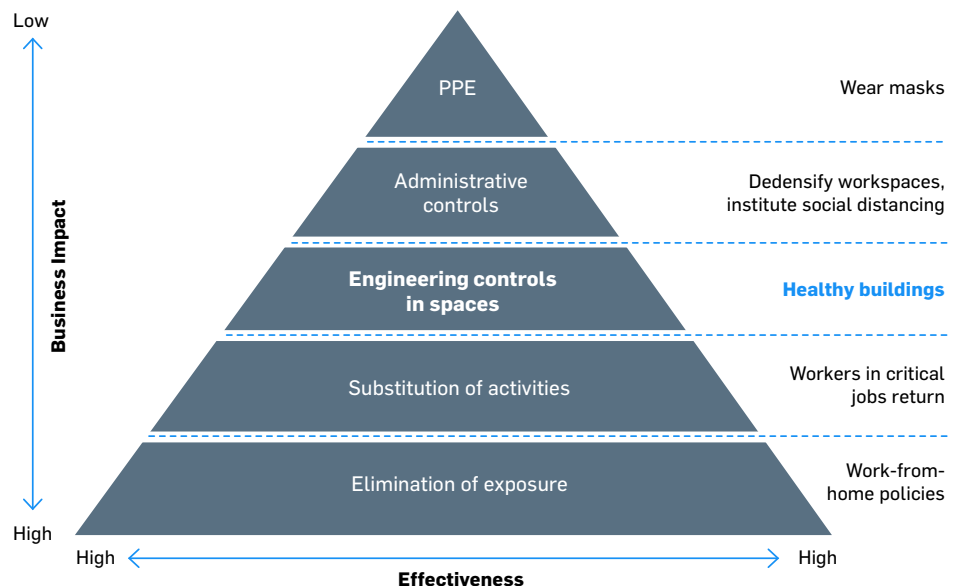 Low
PPE
Wear masks
Administrative
controls
Dedensify workspaces,
institute social distancing
Business Impact
Engineering controls
in spaces
Healthy buildings
Substitution of activities
Workers in critical
jobs return
Elimination of exposure
Work-from-
home policies
High
High
High
Effectiveness